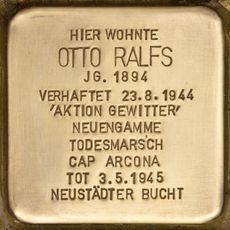 HIER WOHNTE
OTTO RALFS
JG. 1894
VERHAFTET 23.8.1944
'AKTION GEWITTER'
NEUENGAMME
TODESMARSCH
CAP ARCONA
TOT 3.5.1945
NEUSTÄDTER BUCHT